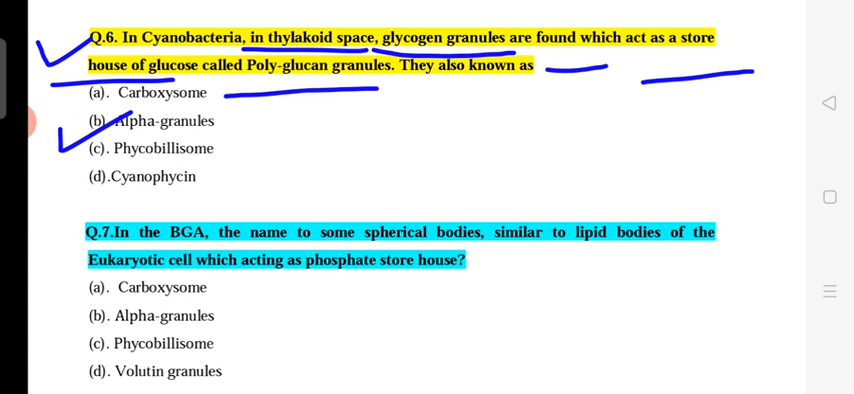 Q.6. In Cyanobacteria, in thylakoid space, glycogen granules are found which act as a store
house of glucose called Poly-glucan granules. They also known as
(a). Carboxysome
(b). Alpha-granules
(c). Phycobillisome
(d).Cyanophycin
Q.7.In the BGA, the name to some spherical bodies, similar to lipid bodies of the
Eukaryotic cell which acting as phosphate store house?
(a). Carboxysome
(b). Alpha-granules
(c). Phycobillisome
(d). Volutin granules